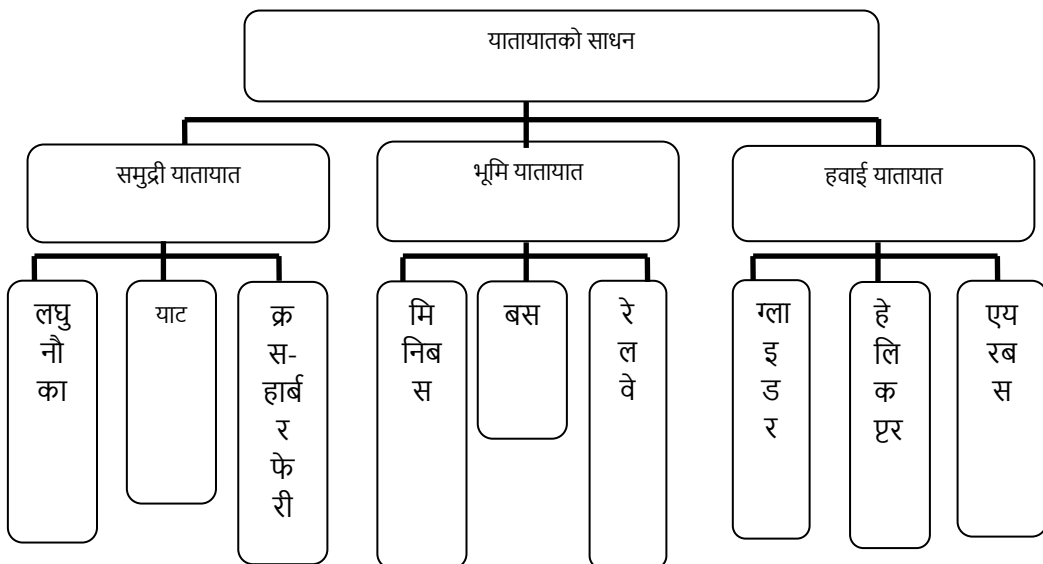 यातायातको साधन
समुद्री यातायात
भूमि यातायात
हवाई यातायात
लघु
नौ
का
याट
क्र
स-
हार्ब
र
फे
री
मि
निब
स
बस
रे
ल
वे
ग्ला
इ
ड
र
हे
लि
क
प्टर
एय
रब
स